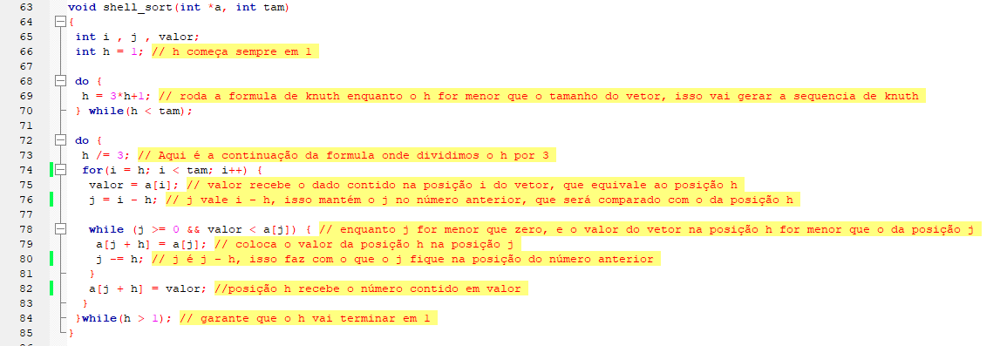 63 void shell_sort(int *a, int tam)
64 {
65 int i , j , valor;
66 int h = 1; // h começa sempre em 1
67
68 do {
69 h = 3*h+1; // roda a formula de knuth enquanto o h for menor que o tamanho do vetor, isso vai gerar a sequencia de knuth
70 } while(h < tam);
71
72 do {
73 h /= 3; // Aqui é a continuação da formula onde dividimos o h por 3
74 for(i = h; i < tam; i++) {
75 valor = a[i]; // valor recebe o dado contido na posição i do vetor, que equivale ao posição h
76 j = i - h; // j vale i - h, isso mantém o j no número anterior, que será comparado com o da posição h
77
78 while (j >= 0 && valor < a[j]) { // enquanto j for menor que zero, e o valor do vetor na posição h for menor que o da posição j
79 a[j + h] = a[j]; // coloca o valor da posição h na posição j
80 j -= h; // j é j - h, isso faz com o que o j fique na posição do número anterior
81 }
82 a[j + h] = valor; //posição h recebe o número contido em valor
83 }
84 }while(h > 1); // garante que o h vai terminar em 1
85 }